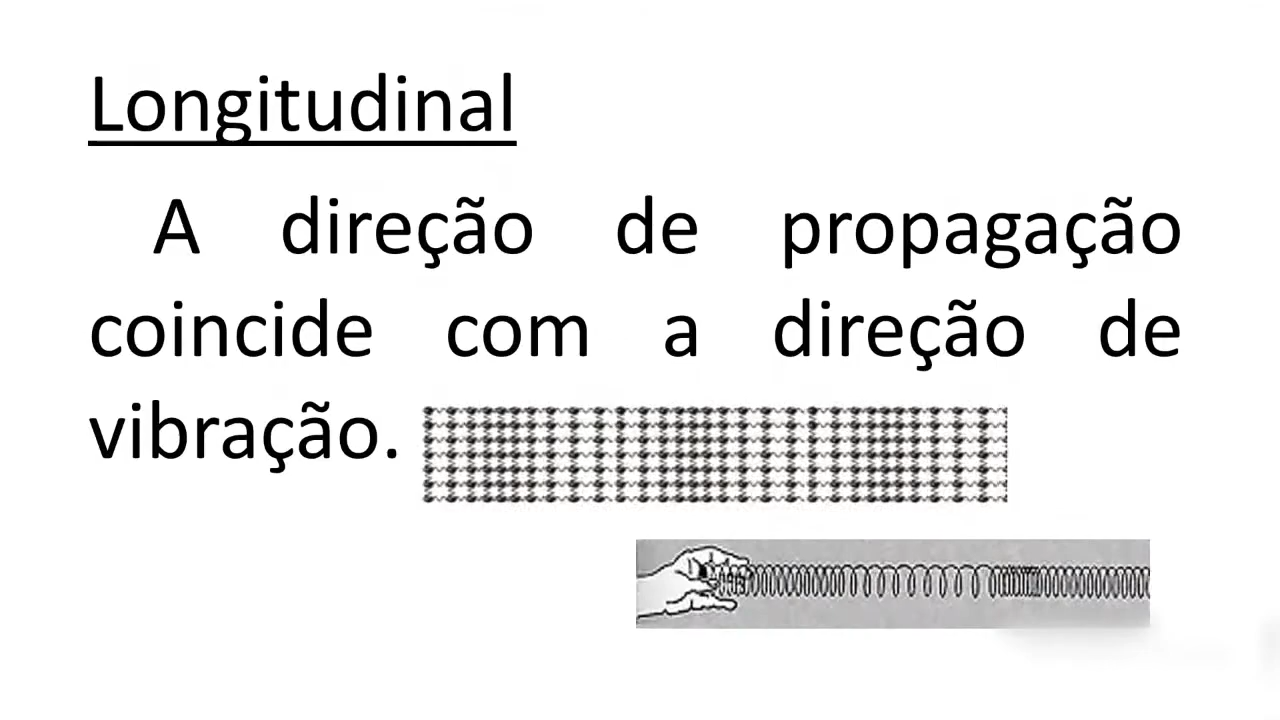 Longitudinal
A direção de propagação
coincide com a direção de
vibração.